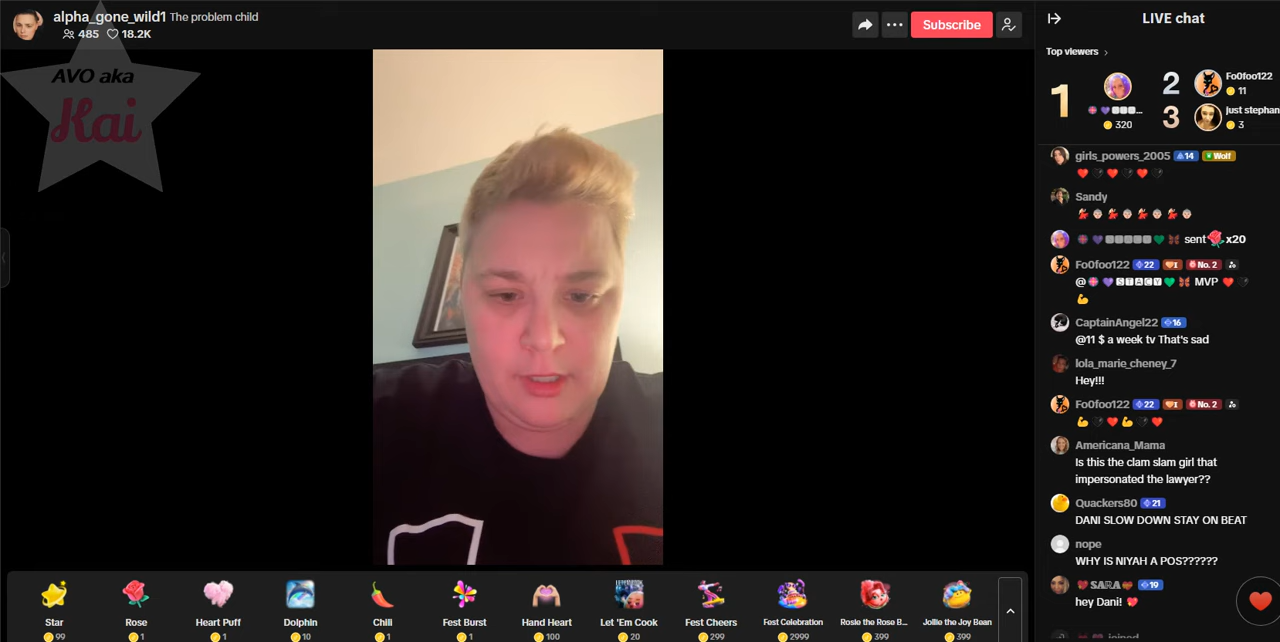 alpha_gone_wild1 The problem child
485 18.2K
Subscribe
AVO aka
Kai
LIVE chat
Top viewers
1
320
2
Fo0foo122
11
3
just stephan
3
girls_powers_2005 14 Wolf
Sandy
sent x20
Fo0foo122 22 I No. 2
@ STACY MVP
CaptainAngel22 16
@11 $ a week tv That's sad
lola_marie_cheney_7
Hey!!!
Fo0foo122 22 I No. 2
Americana_Mama
Is this the clam slam girl that
impersonated the lawyer??
Quackers80 21
DANI SLOW DOWN STAY ON BEAT
nope
WHY IS NIYAH A POS??????
SARA 19
hey Dani!
joined
Star
99
Rose
1
Heart Puff
1
Dolphin
10
Chili
1
Fest Burst
1
Hand Heart
100
Let 'Em Cook
20
Fest Cheers
299
Fest Celebration
2999
Rosie the Rose B...
399
Jollie the Joy Bean
399